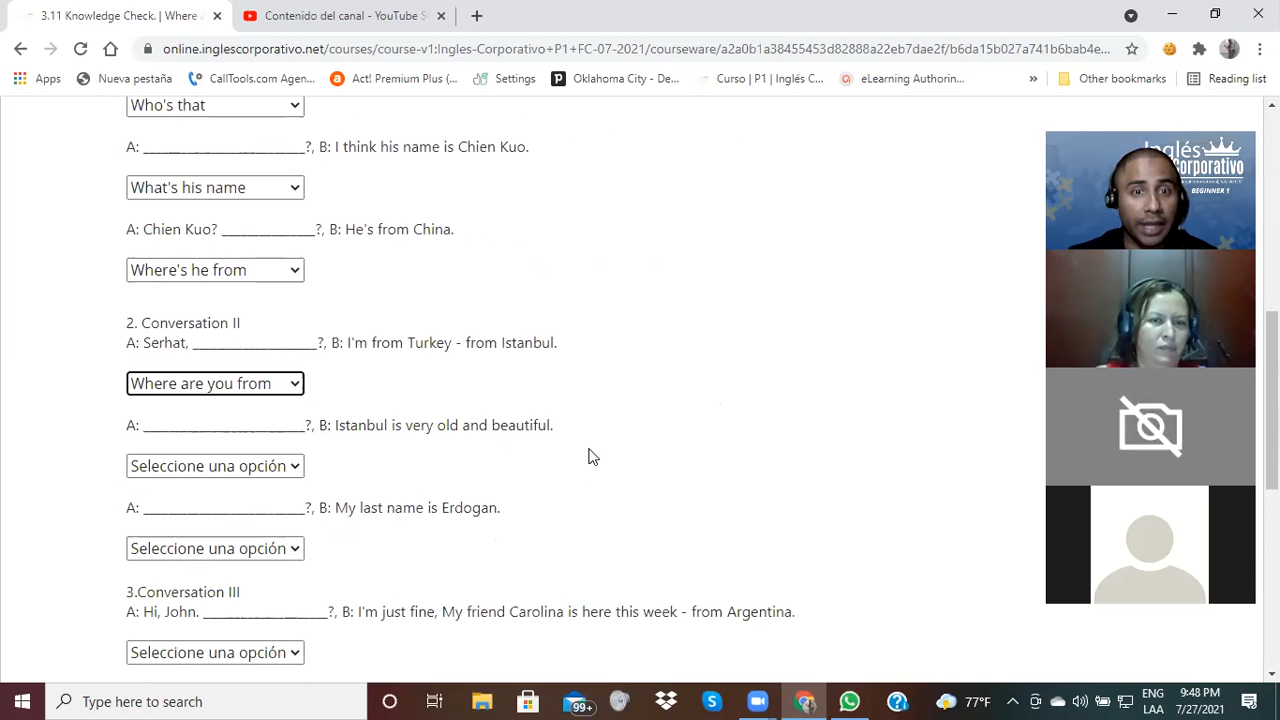 3.11 Knowledge Check. | Where
Contenido del canal - YouTube S
online.inglescorporativo.net/courses/course-v1:Ingles-Corporativo+P1+FC-07-2021/courseware/a2a0b1a38455453d82888a22eb7dae2f/b6da15b027a741b6bab4e...
Apps
Nueva pestaña
CallTools.com Agen...
Act! Premium Plus (...
Settings
Oklahoma City - De...
Curso | P1 | Inglés C...
eLearning Authorin...
»
Other bookmarks
Reading list
Who's that
A: ________________________?, B: I think his name is Chien Kuo.
What's his name
A: Chien Kuo? ______________?, B: He's from China.
Where's he from
2. Conversation II
A: Serhat, ___________________?, B: I'm from Turkey - from Istanbul.
Where are you from
A: ________________________?, B: Istanbul is very old and beautiful.
Seleccione una opción
A: ________________________?, B: My last name is Erdogan.
Seleccione una opción
3.Conversation III
A: Hi, John. ___________________?, B: I'm just fine, My friend Carolina is here this week - from Argentina.
Seleccione una opción
Inglés
Corporativo
BEGINNER 1
Type here to search
99+
77°F
ENG
LAA
9:48 PM
7/27/2021